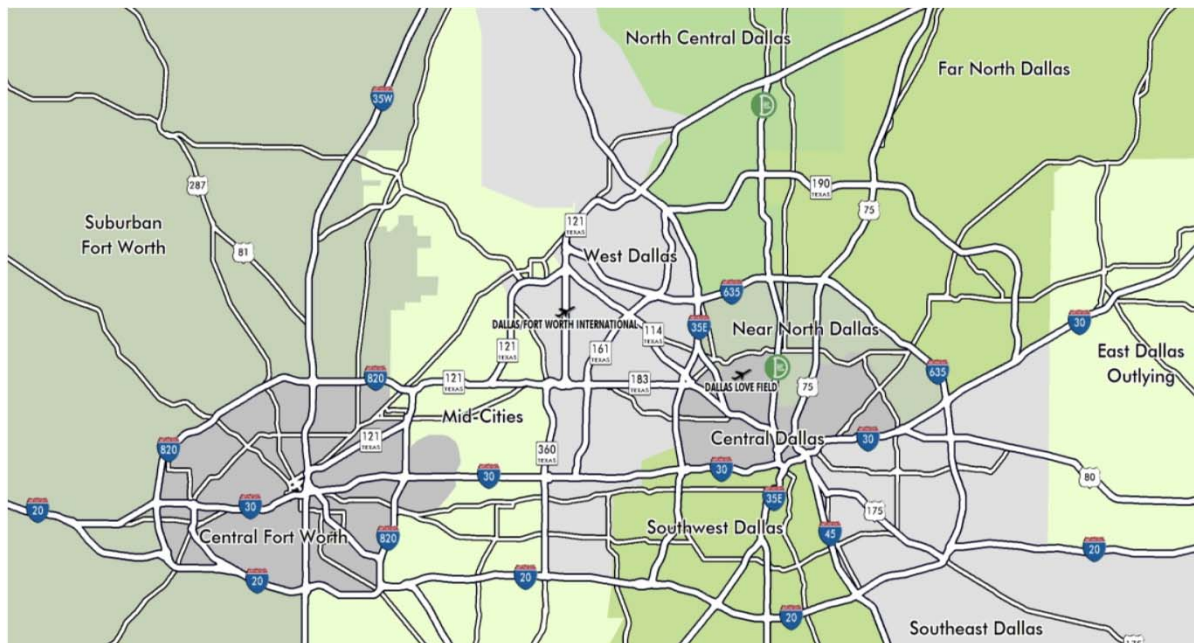 North Central Dallas
Far North Dallas
35W
287
190
TEXAS
75
Suburban
Fort Worth
121
TEXAS
81
West Dallas
635
DALLAS/FORT WORTH INTERNATIONAL
114
TEXAS
35E
Near North Dallas
30
121
TEXAS
161
TEXAS
East Dallas
Outlying
820
121
TEXAS
183
TEXAS
DALLAS LOVE FIELD
75
635
Mid-Cities
121
TEXAS
Central Dallas
30
820
360
TEXAS
30
30
80
20
30
35E
175
Central Fort Worth
820
Southwest Dallas
45
20
20
20
20
Southeast Dallas
175